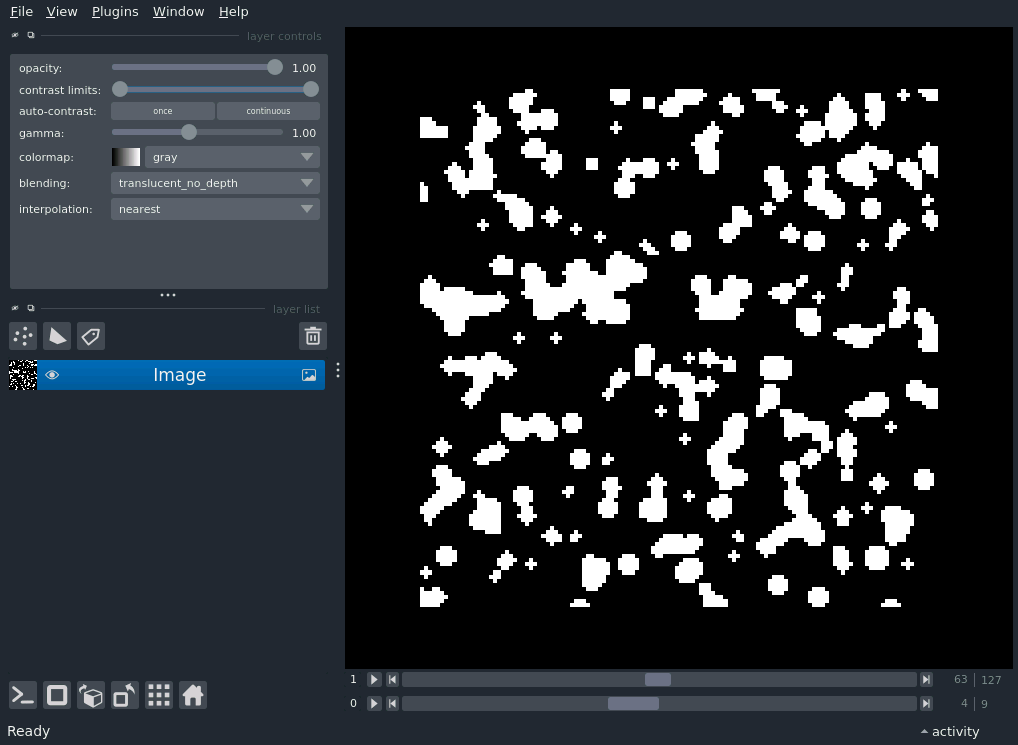 File View Plugins Window Help
layer controls
opacity: 1.00
contrast limits:
auto-contrast: once continuous
gamma: 1.00
colormap: gray
blending: translucent_no_depth
interpolation: nearest
layer list
Image
1 63 127
0 4 9
Ready activity